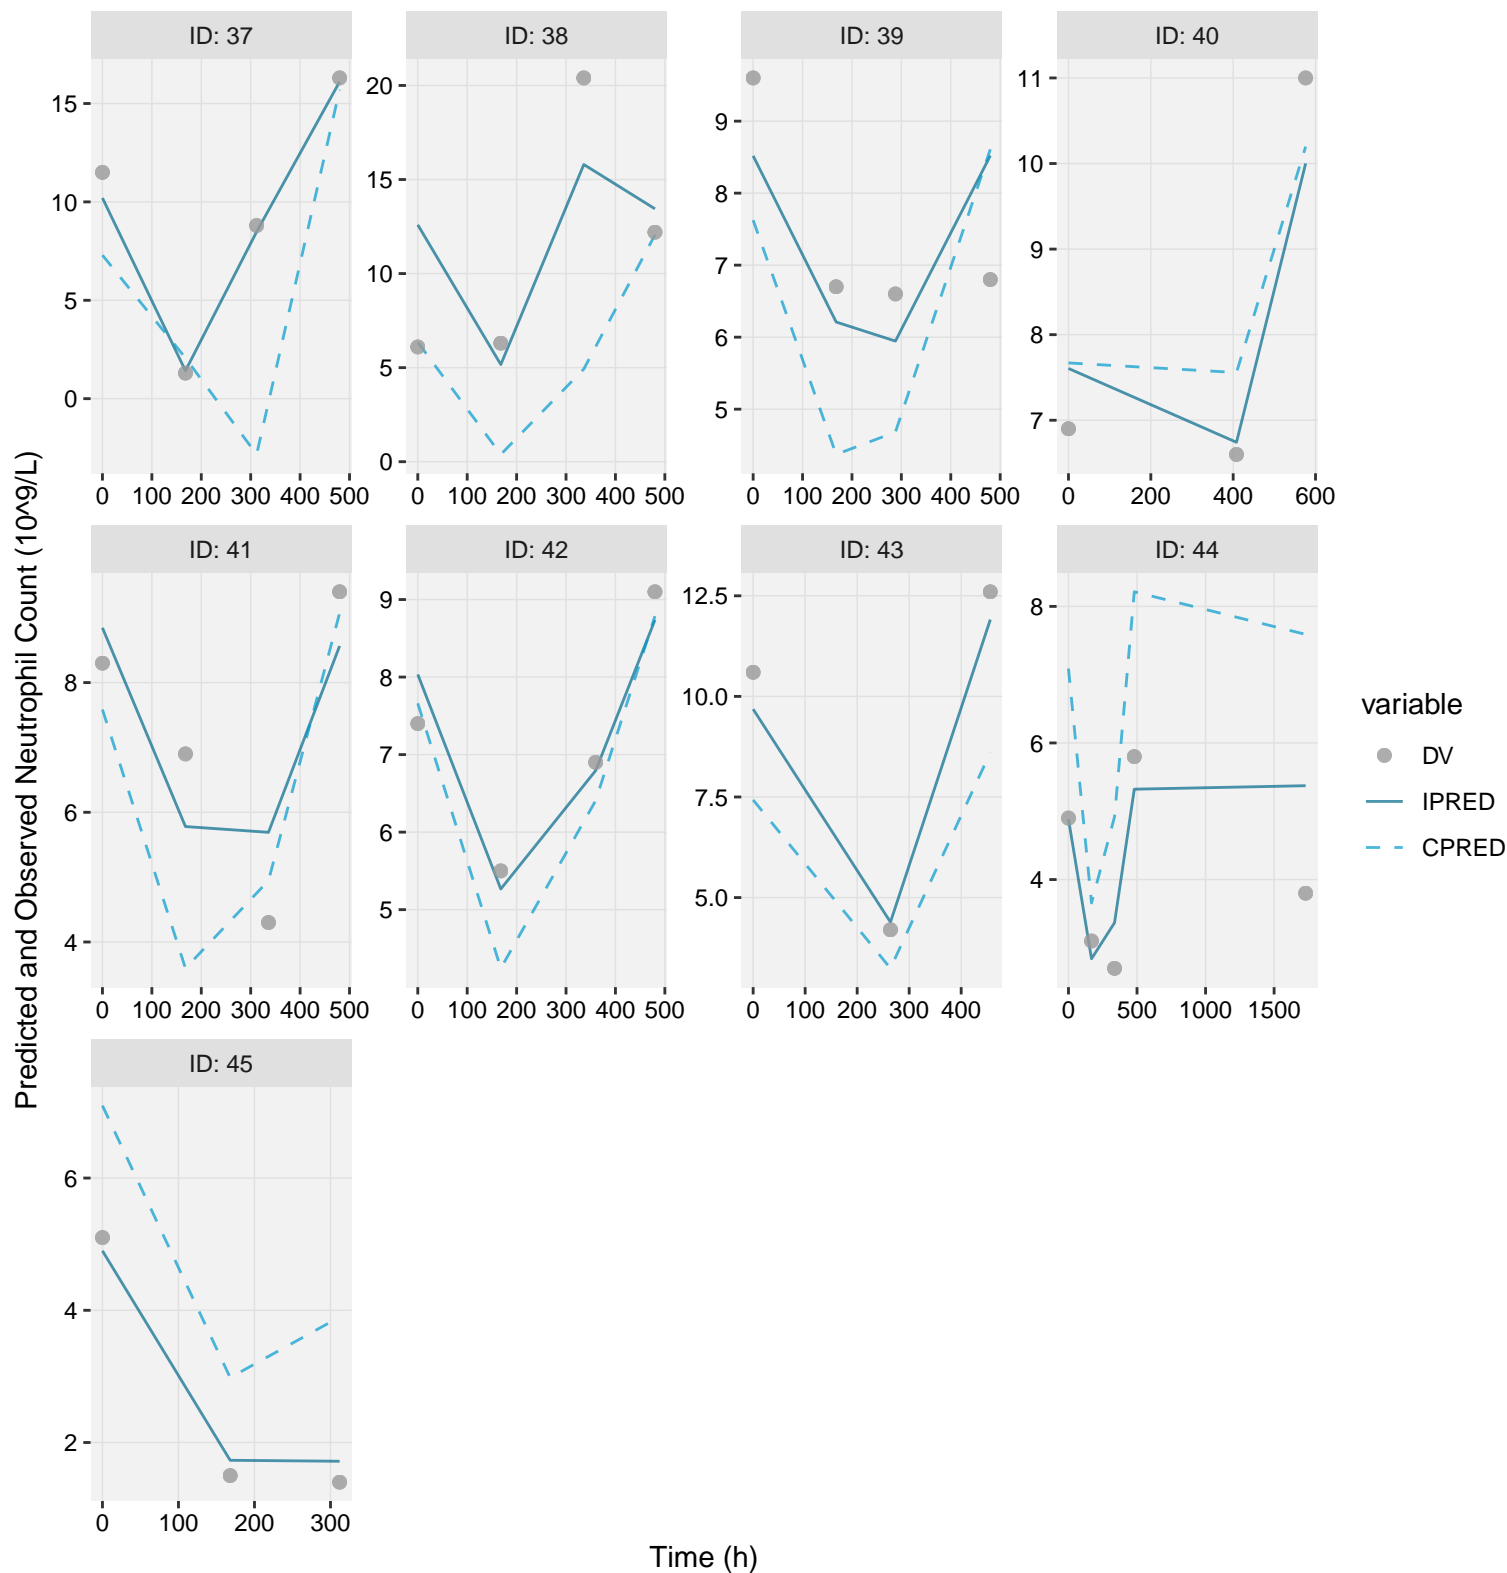 ID: 37
ID: 38
ID: 39
ID: 40
15
10
5
0
0 100 200 300 400 500
20
15
10
5
0
0 100 200 300 400 500
9
8
7
6
5
0 100 200 300 400 500
11
10
9
8
7
0 200 400 600
Predicted and Observed Neutrophil Count (10^9/L)
ID: 41
ID: 42
ID: 43
ID: 44
8
6
4
0 100 200 300 400 500
9
8
7
6
5
0 100 200 300 400 500
12.5
10.0
7.5
5.0
0 100 200 300 400
8
6
4
0 500 1000 1500
variable
DV
IPRED
CPRED
ID: 45
6
4
2
0 100 200 300
Time (h)